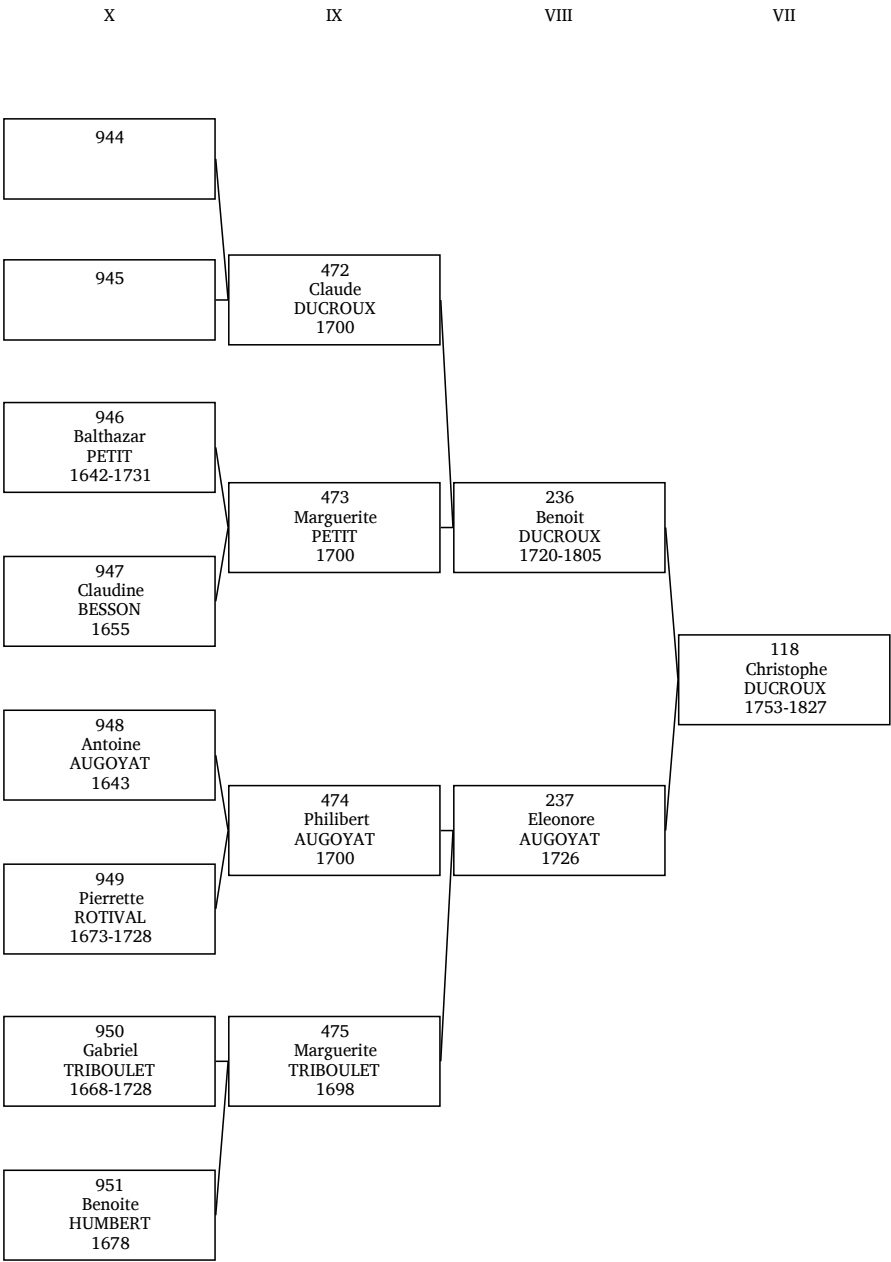 X IX VIII VII
944
945
472
Claude
DUCROUX
1700
946
Balthazar
PETIT
1642-1731
473
Marguerite
PETIT
1700
236
Benoit
DUCROUX
1720-1805
947
Claudine
BESSON
1655
118
Christophe
DUCROUX
1753-1827
948
Antoine
AUGOYAT
1643
474
Philibert
AUGOYAT
1700
237
Eleonore
AUGOYAT
1726
949
Pierrette
ROTIVAL
1673-1728
950
Gabriel
TRIBOULET
1668-1728
475
Marguerite
TRIBOULET
1698
951
Benoite
HUMBERT
1678